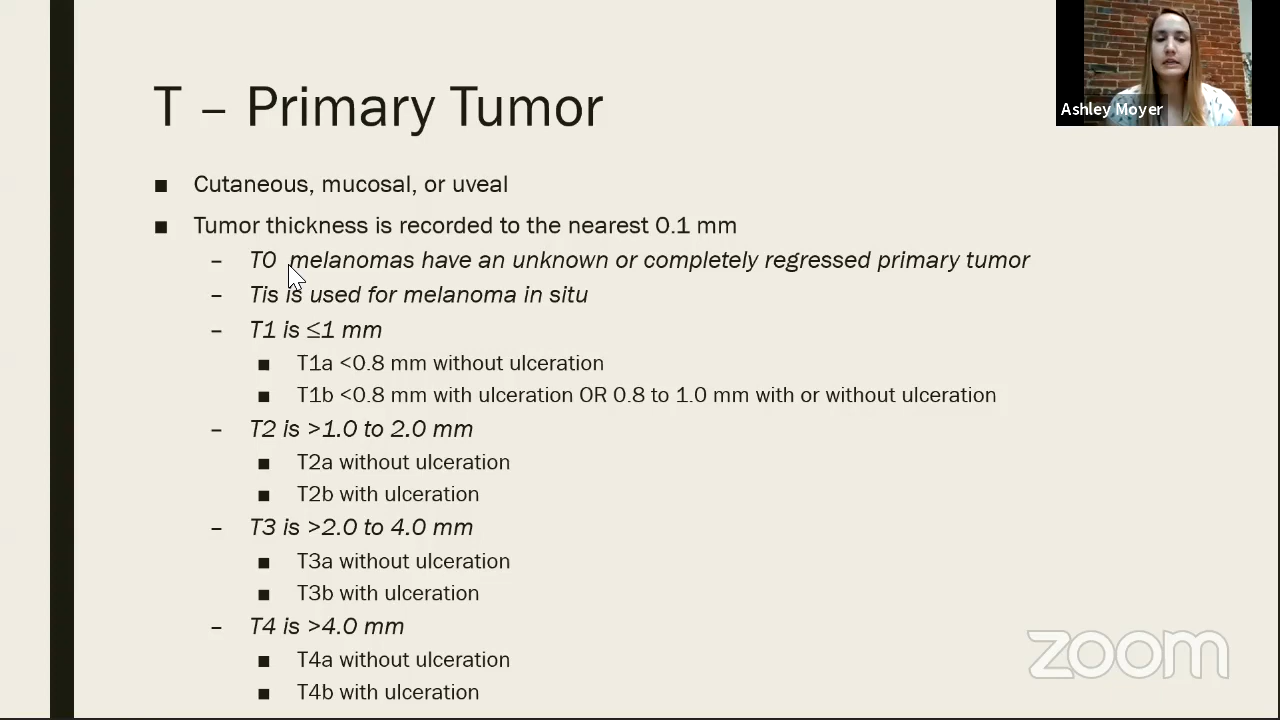 T – Primary Tumor
Ashley Moyer
■ Cutaneous, mucosal, or uveal
■ Tumor thickness is recorded to the nearest 0.1 mm
– T0 melanomas have an unknown or completely regressed primary tumor
– Tis is used for melanoma in situ
– T1 is ≤1 mm
■ T1a <0.8 mm without ulceration
■ T1b <0.8 mm with ulceration OR 0.8 to 1.0 mm with or without ulceration
– T2 is >1.0 to 2.0 mm
■ T2a without ulceration
■ T2b with ulceration
– T3 is >2.0 to 4.0 mm
■ T3a without ulceration
■ T3b with ulceration
– T4 is >4.0 mm
■ T4a without ulceration
■ T4b with ulceration
zoom